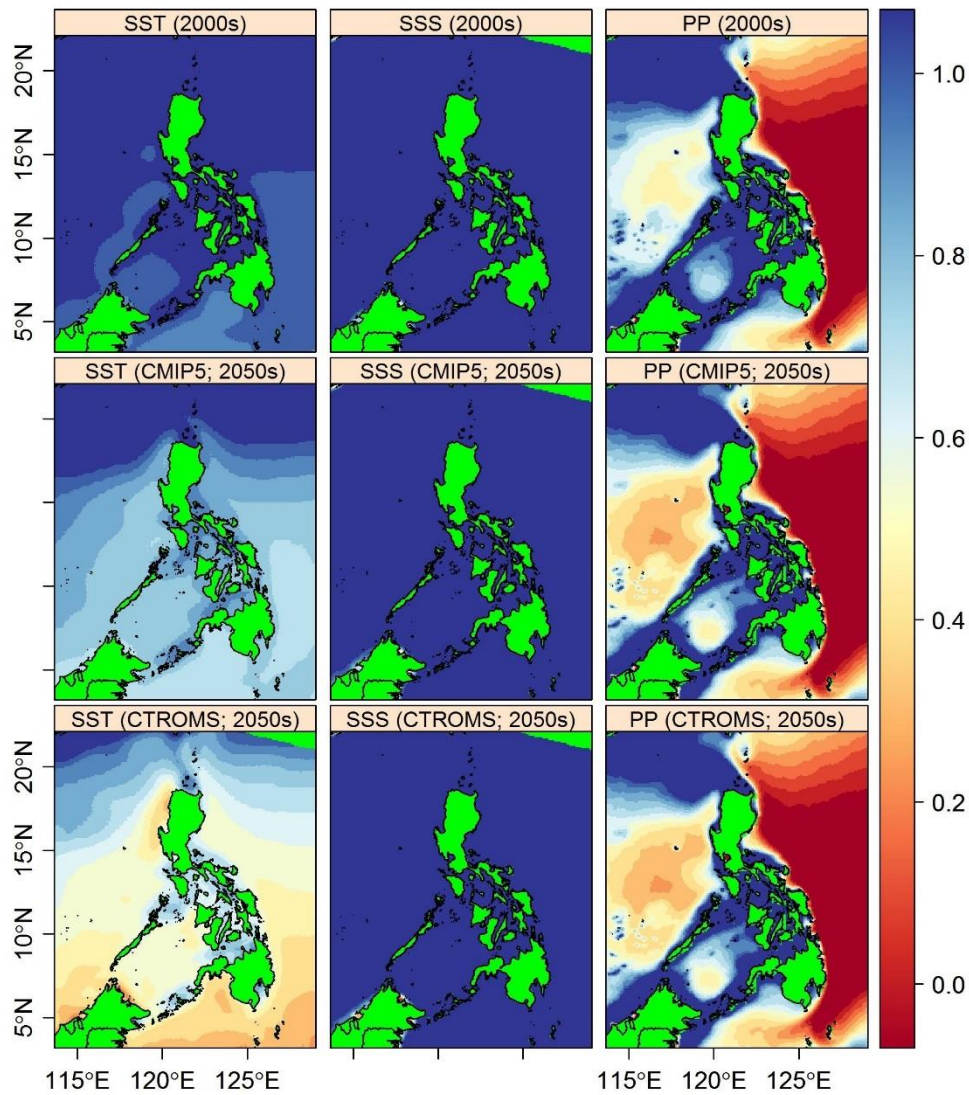 SST (2000s) SSS (2000s) PP (2000s)
20°N
15°N
10°N
5°N
1.0
0.8
SST (CMIP5; 2050s) SSS (CMIP5; 2050s) PP (CMIP5; 2050s)
0.6
0.4
SST (CTROMS; 2050s) SSS (CTROMS; 2050s) PP (CTROMS; 2050s)
20°N
15°N
10°N
5°N
0.2
0.0
115°E 120°E 125°E 115°E 120°E 125°E